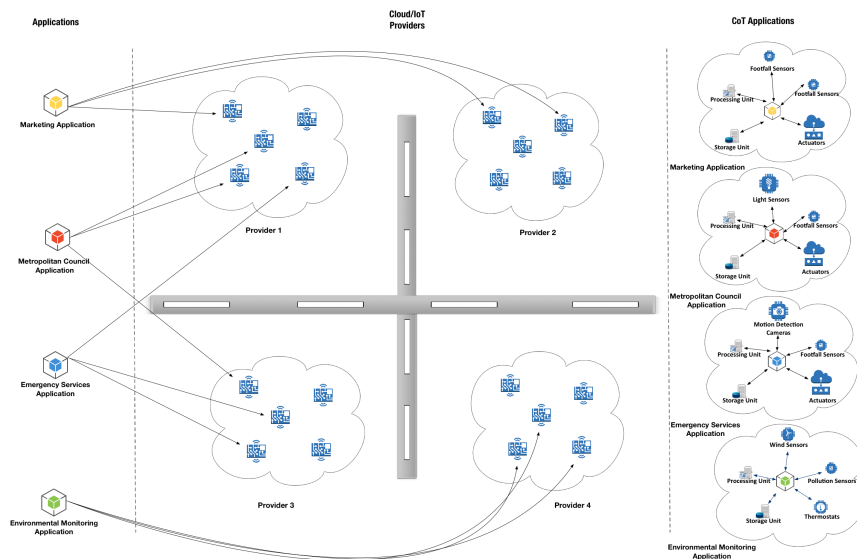 Applications
Cloud/IoT
Providers
CoT Applications
Marketing Application
Metropolitan Council
Application
Emergency Services
Application
Environmental Monitoring
Application
Provider 1
Provider 2
Provider 3
Provider 4
Footfall Sensors
Footfall Sensors
Processing Unit
Storage Unit
Actuators
Marketing Application
Light Sensors
Processing Unit
Footfall Sensors
Storage Unit
Actuators
Metropolitan Council
Application
Motion Detection
Cameras
Processing Unit
Footfall Sensors
Storage Unit
Actuators
Emergency Services
Application
Wind Sensors
Processing Unit
Pollution Sensors
Storage Unit
Thermostats
Environmental Monitoring
Application